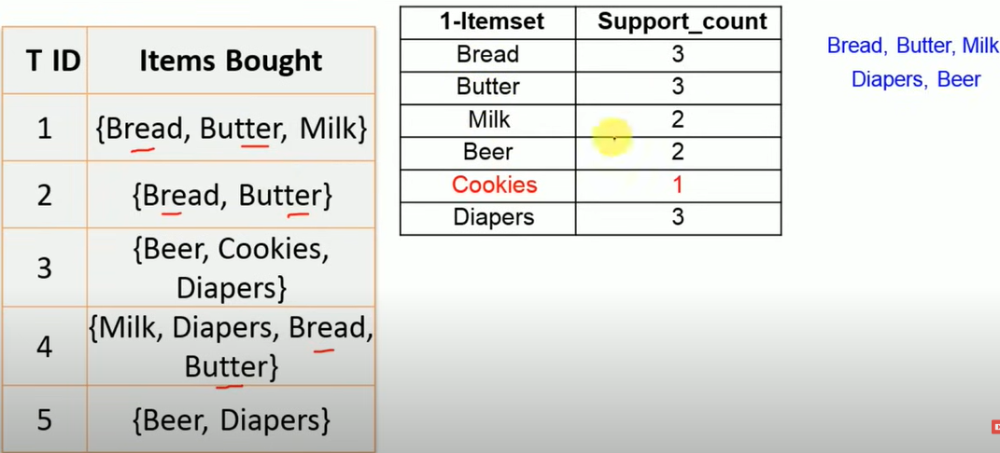 T ID Items Bought
1 {Bread, Butter, Milk}
2 {Bread, Butter}
3 {Beer, Cookies,
Diapers}
4 {Milk, Diapers, Bread,
Butter}
5 {Beer, Diapers}
1-Itemset Support_count
Bread 3
Butter 3
Milk 2
Beer 2
Cookies 1
Diapers 3
Bread, Butter, Milk
Diapers, Beer